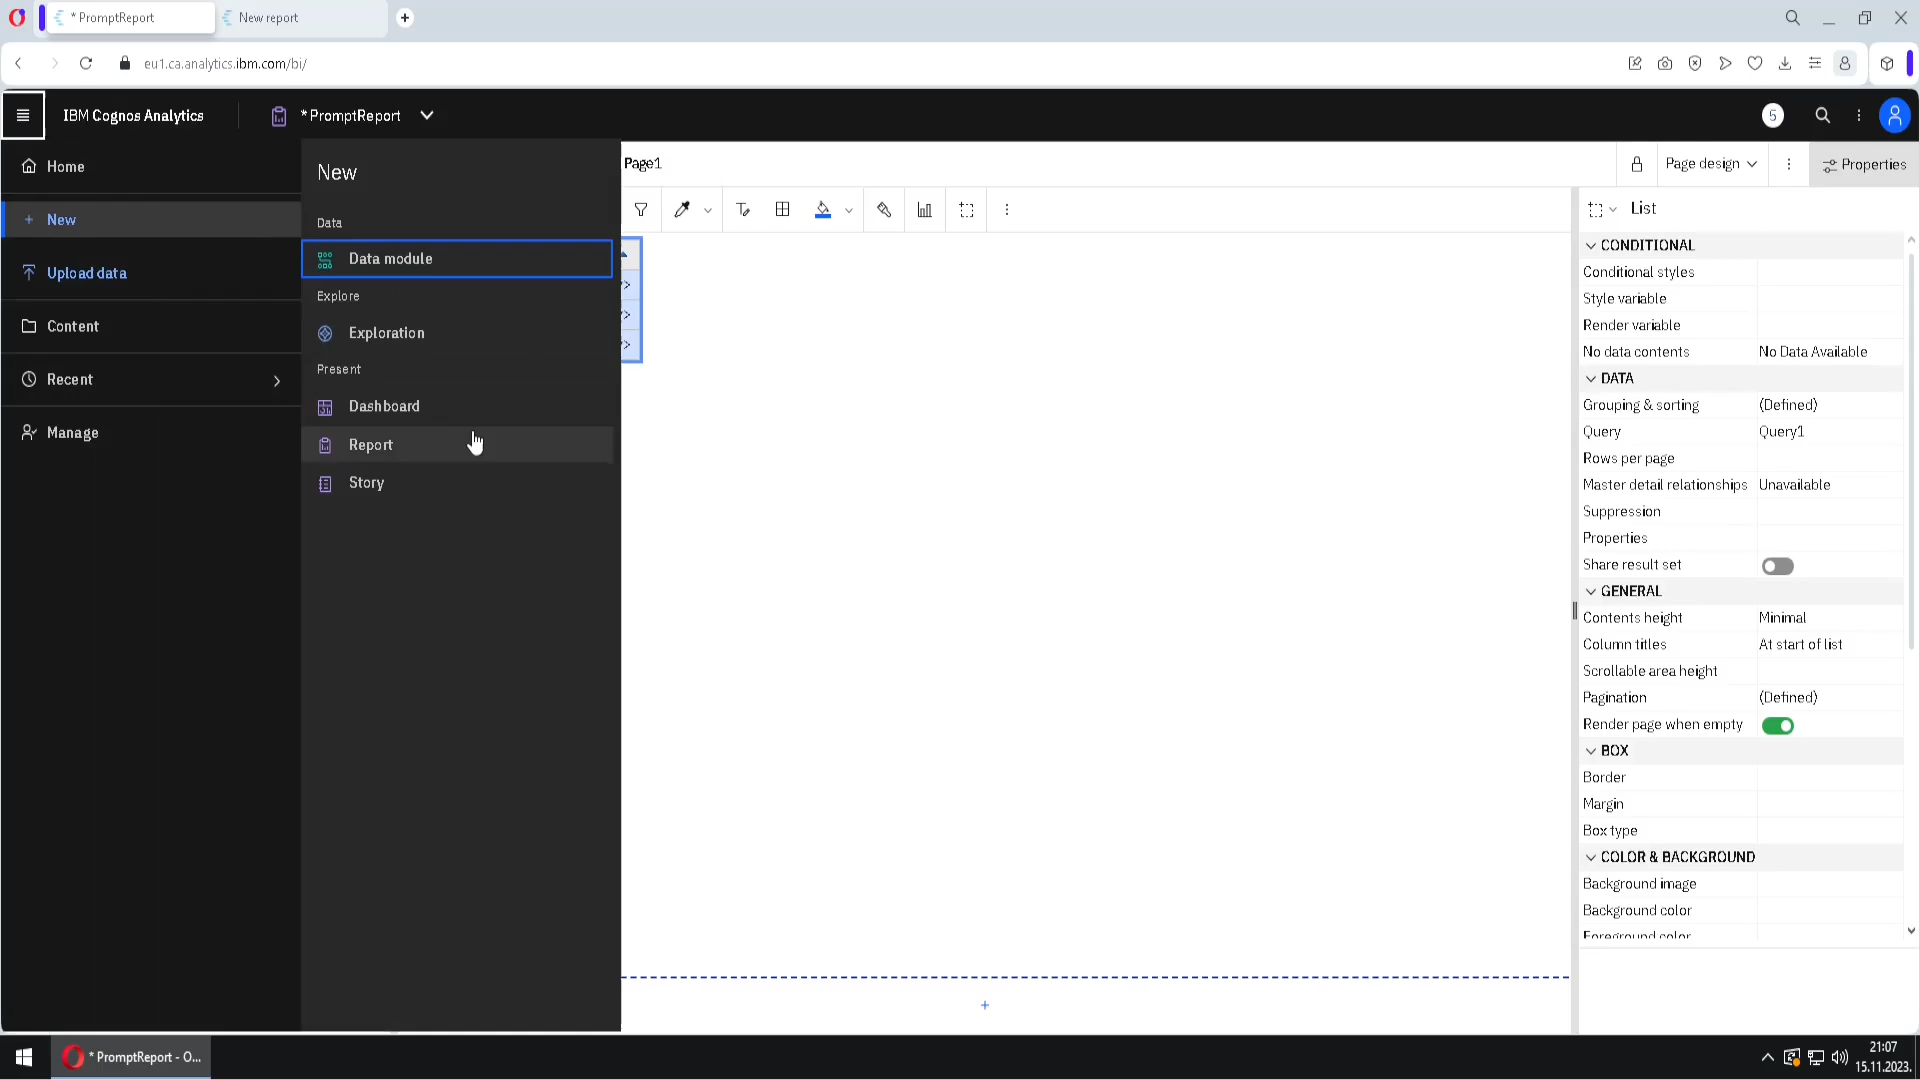 * PromptReport
New report
eu1.ca.analytics.ibm.com/bi/
IBM Cognos Analytics
* PromptReport
5
Home
New
Upload data
Content
Recent
Manage
New
Data
Data module
Explore
Exploration
Present
Dashboard
Report
Story
Page1
Page design
Properties
List
CONDITIONAL
Conditional styles
Style variable
Render variable
No data contents No Data Available
DATA
Grouping & sorting (Defined)
Query Query1
Rows per page
Master detail relationships Unavailable
Suppression
Properties
Share result set
GENERAL
Contents height Minimal
Column titles At start of list
Scrollable area height
Pagination (Defined)
Render page when empty
BOX
Border
Margin
Box type
COLOR & BACKGROUND
Background image
Background color
Foreground color
* PromptReport - O...
21:07
15.11.2023.